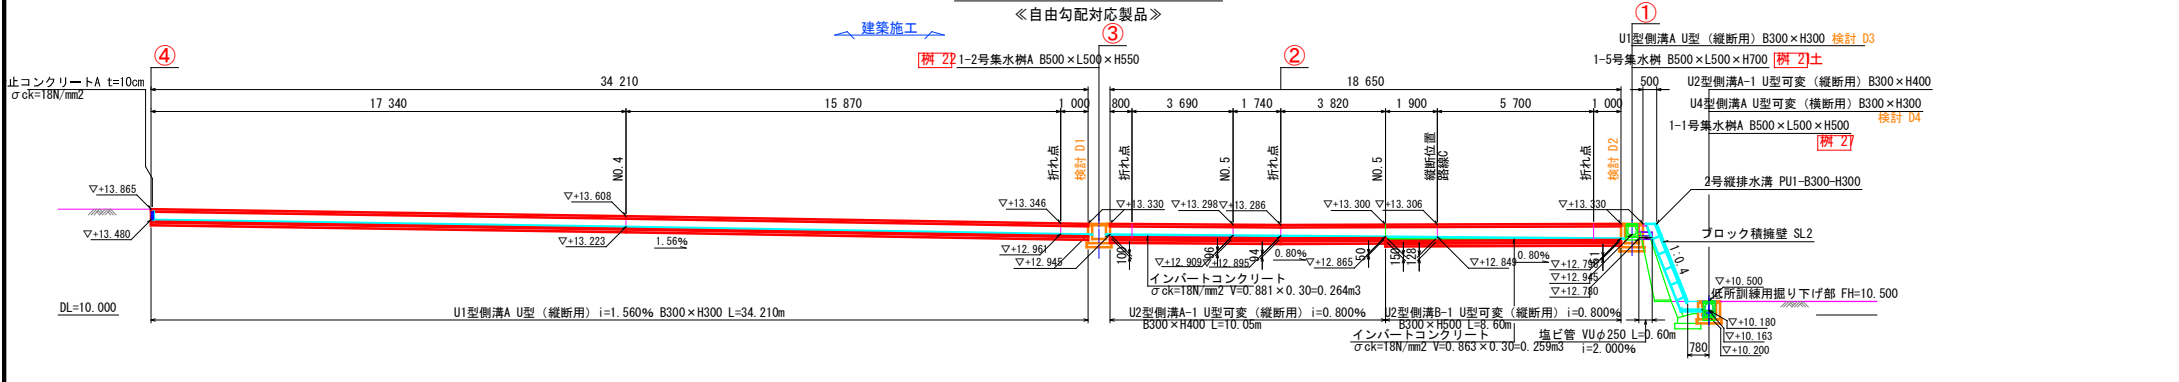 ≪自由勾配対応製品≫
建築施工
④
③
②
①
桝 22
1-2号集水桝A B500×L500×H550
U1型側溝A U型（縦断用）B300×H300 検討 D3
1-5号集水桝 B500×L500×H700
土
止コンクリートA t=10cm
σck=18N/mm2
34 210
18 650
500
U2型側溝A-1 U型可変（縦断用）B300×H400
17 340
15 870
1 000
800
3 690
1 740
3 820
1 900
5 700
1 000
U4型側溝A U型可変（横断用）B300×H300
検討 D4
1-1号集水桝A B500×L500×H500
桝 27
NO.4
折れ点
検討 D1
折れ点
NO.5
折れ点
NO.5
縦断位置
路線C
折れ点
検討 D2
2号縦排水溝 PU1-B300-H300
▽+13.865
▽+13.608
▽+13.346
▽+13.330
▽+13.298
▽+13.286
▽+13.300
▽+13.306
▽+13.330
▽+13.480
▽+13.223
1.56%
▽+12.961
▽+12.945
100
96
94
50
150
128
▽+12.909
▽+12.895
0.80%
▽+12.865
▽+12.849
0.80%
▽+12.945
▽+12.780
ブロック積擁壁 SL2
1:0.4
インバートコンクリート
σck=18N/mm2 V=0.881×0.30=0.264m3
▽+10.500
低所訓練用掘り下げ部 FH=10.500
DL=10.000
U1型側溝A U型（縦断用）i=1.560% B300×H300 L=34.210m
U2型側溝A-1 U型可変（縦断用）i=0.800%
B300×H400 L=10.05m
U2型側溝B-1 U型可変（縦断用）i=0.800%
B300×H500 L=8.60m
インバートコンクリート
σck=18N/mm2 V=0.863×0.30=0.259m3
塩ビ管 VUφ250 L=0.60m
i=2.000%
780
▽+10.180
▽+10.163
▽+10.200